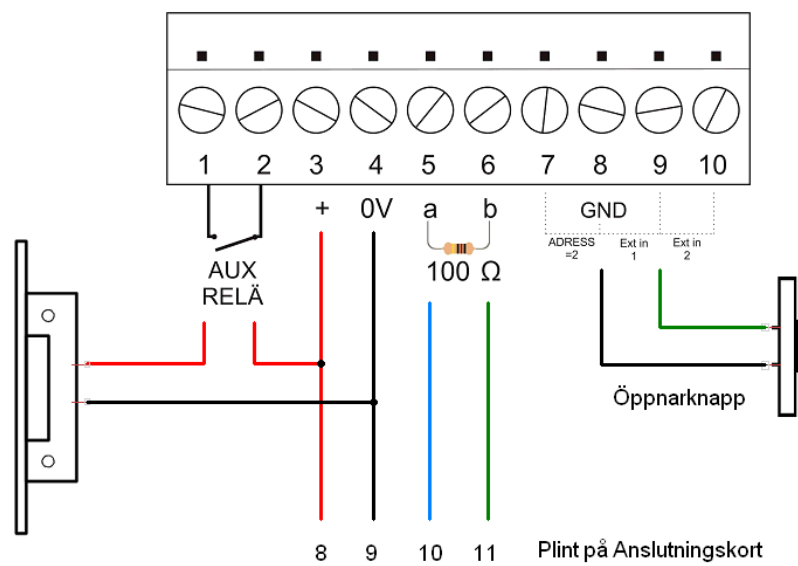 1 2 3 4 5 6 7 8 9 10
+ 0V a b GND
ADRESS Ext in Ext in
=2 1 2
100 Ω
AUX
RELÄ
Öppnarknapp
8 9 10 11 Plint på Anslutningskort